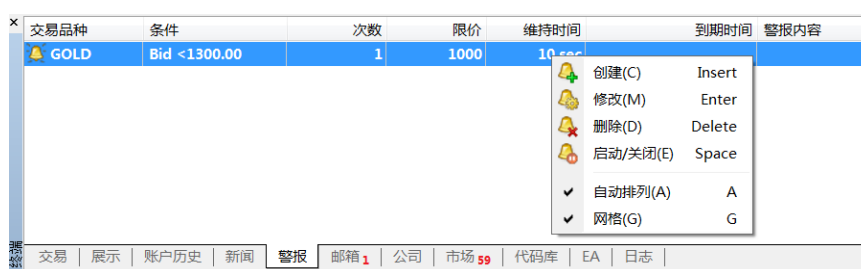 交易品种 条件 次数 限价 维持时间 到期时间 警报内容
GOLD Bid <1300.00 1 1000 10 sec
创建(C) Insert
修改(M) Enter
删除(D) Delete
启动/关闭(E) Space
自动排列(A) A
网格(G) G
终端
交易 展示 账户历史 新闻 警报 邮箱 1 公司 市场 59 代码库 EA 日志